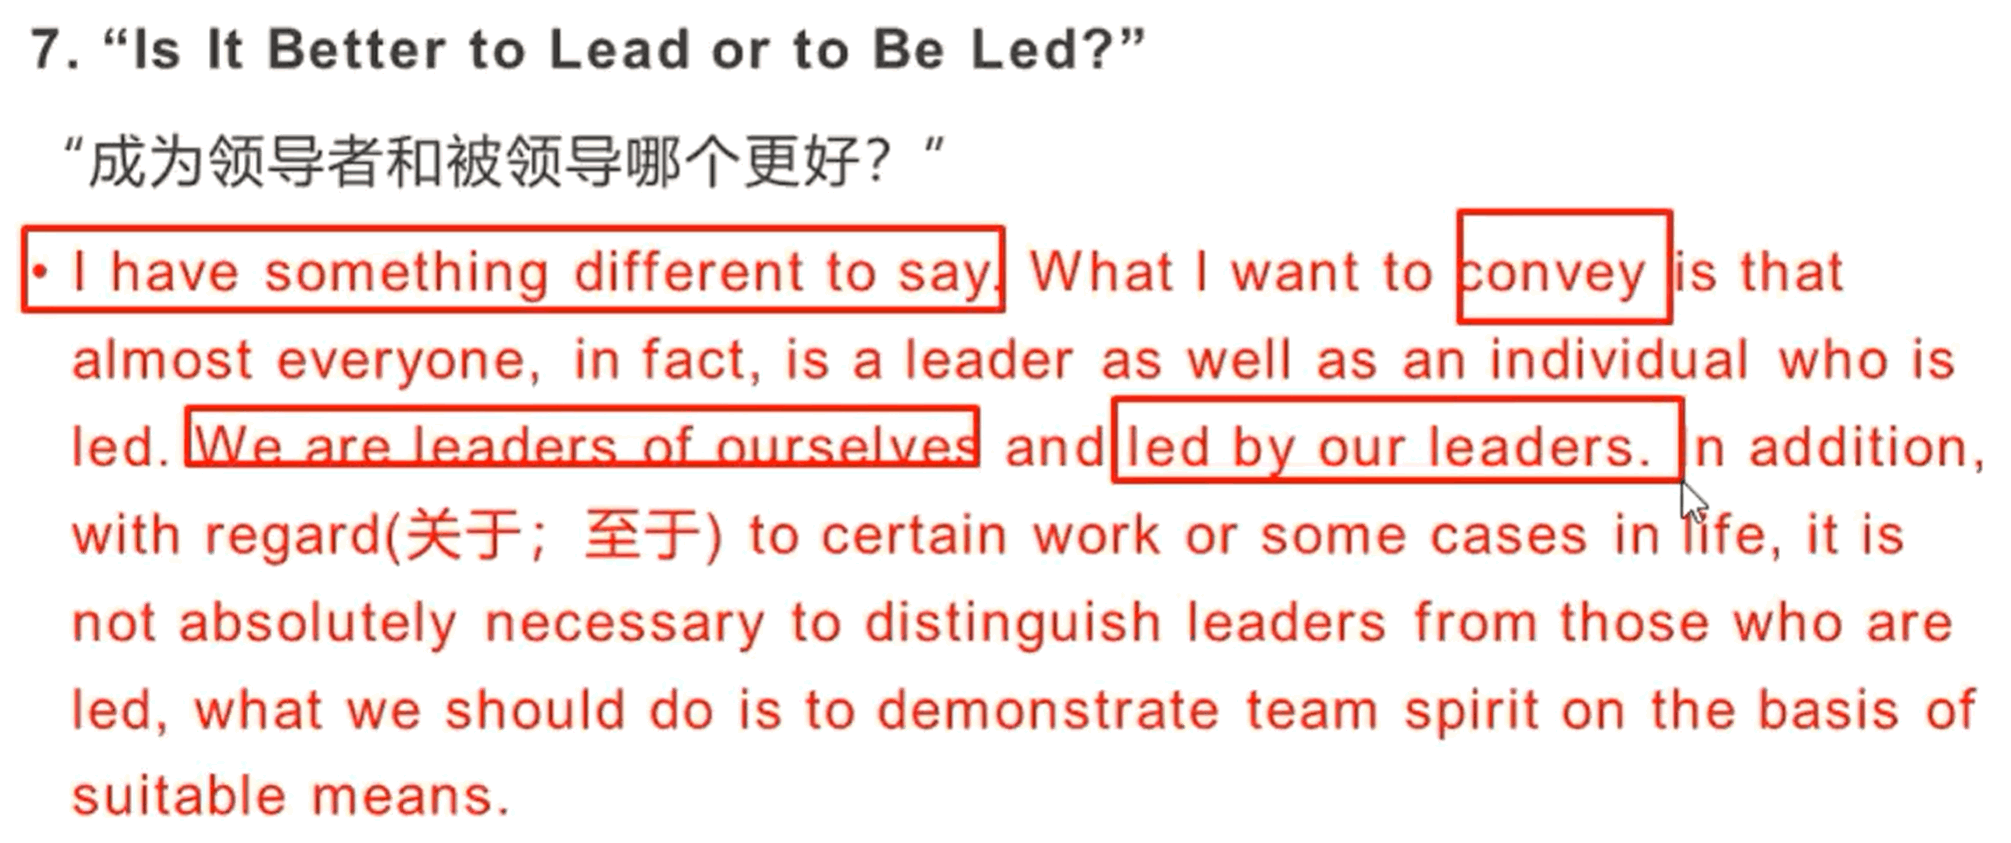 7. “Is It Better to Lead or to Be Led?”
“成为领导者和被领导哪个更好？”
• I have something different to say. What I want to convey is that
almost everyone, in fact, is a leader as well as an individual who is
led. We are leaders of ourselves and led by our leaders. In addition,
with regard(关于；至于) to certain work or some cases in life, it is
not absolutely necessary to distinguish leaders from those who are
led, what we should do is to demonstrate team spirit on the basis of
suitable means.